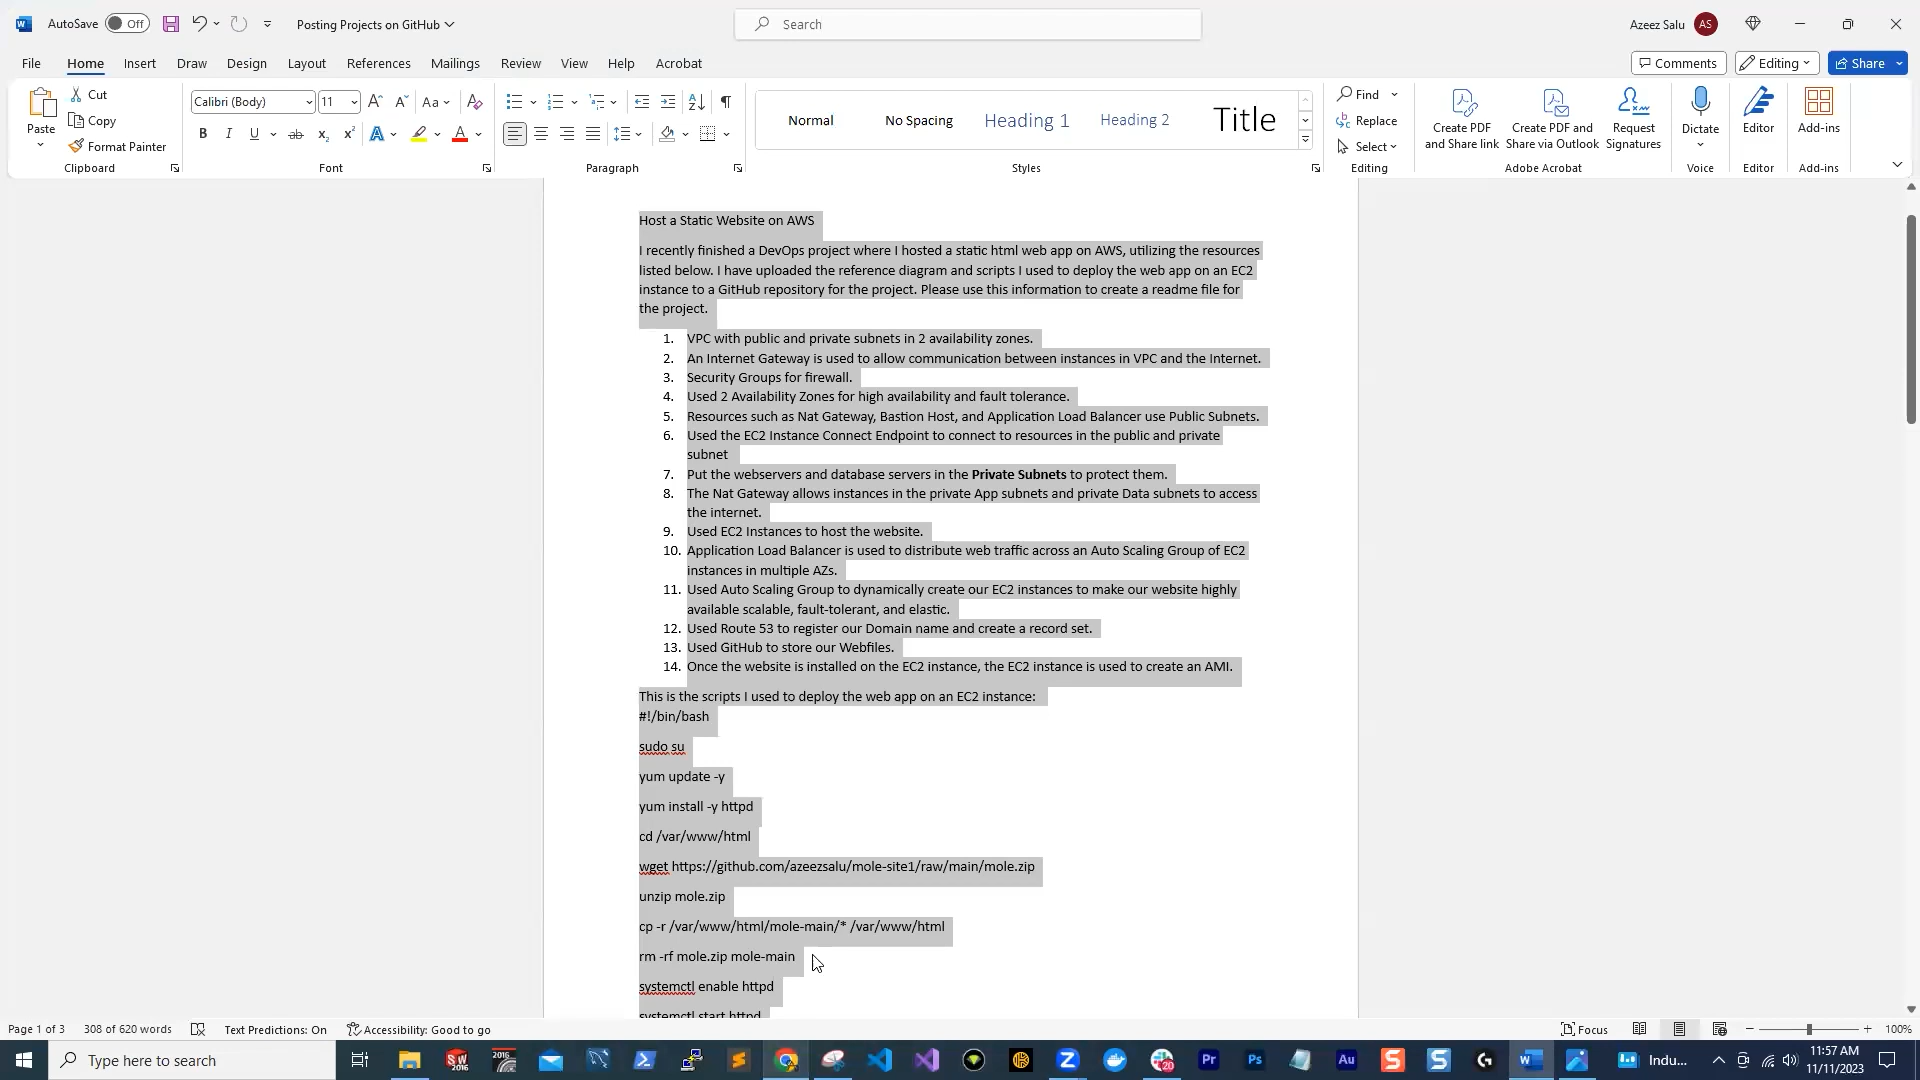 AutoSave Off Posting Projects on GitHub Search Azeez Salu AS
File Home Insert Draw Design Layout References Mailings Review View Help Acrobat Comments Editing Share
Paste Cut Copy Format Painter
Clipboard
Calibri (Body) 11
Font
Paragraph
Normal No Spacing Heading 1 Heading 2 Title
Styles
Find Replace Select
Editing
Create PDF and Share link Create PDF and Share via Outlook Request Signatures
Adobe Acrobat
Dictate
Voice
Editor
Editor
Add-ins
Add-ins
Host a Static Website on AWS
I recently finished a DevOps project where I hosted a static html web app on AWS, utilizing the resources
listed below. I have uploaded the reference diagram and scripts I used to deploy the web app on an EC2
instance to a GitHub repository for the project. Please use this information to create a readme file for
the project.
1. VPC with public and private subnets in 2 availability zones.
2. An Internet Gateway is used to allow communication between instances in VPC and the Internet.
3. Security Groups for firewall.
4. Used 2 Availability Zones for high availability and fault tolerance.
5. Resources such as Nat Gateway, Bastion Host, and Application Load Balancer use Public Subnets.
6. Used the EC2 Instance Connect Endpoint to connect to resources in the public and private
subnet
7. Put the webservers and database servers in the Private Subnets to protect them.
8. The Nat Gateway allows instances in the private App subnets and private Data subnets to access
the internet.
9. Used EC2 Instances to host the website.
10. Application Load Balancer is used to distribute web traffic across an Auto Scaling Group of EC2
instances in multiple AZs.
11. Used Auto Scaling Group to dynamically create our EC2 instances to make our website highly
available scalable, fault-tolerant, and elastic.
12. Used Route 53 to register our Domain name and create a record set.
13. Used GitHub to store our Webfiles.
14. Once the website is installed on the EC2 instance, the EC2 instance is used to create an AMI.
This is the scripts I used to deploy the web app on an EC2 instance:
#!/bin/bash
sudo su
yum update -y
yum install -y httpd
cd /var/www/html
wget https://github.com/azeezsalu/mole-site1/raw/main/mole.zip
unzip mole.zip
cp -r /var/www/html/mole-main/* /var/www/html
rm -rf mole.zip mole-main
systemctl enable httpd
systemctl start httpd
Page 1 of 3 308 of 620 words Text Predictions: On Accessibility: Good to go Focus 100%
Type here to search Indu... 11:57 AM
11/11/2023